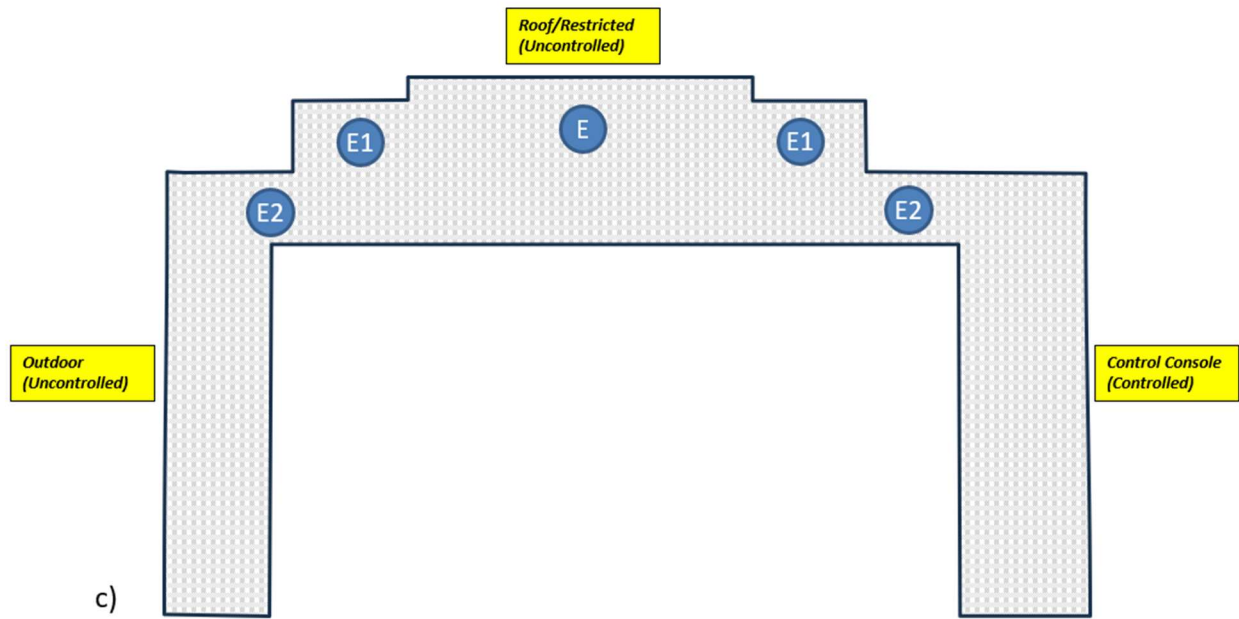 Roof/Restricted
(Uncontrolled)
E
E1
E1
E2
E2
Outdoor
(Uncontrolled)
Control Console
(Controlled)
c)